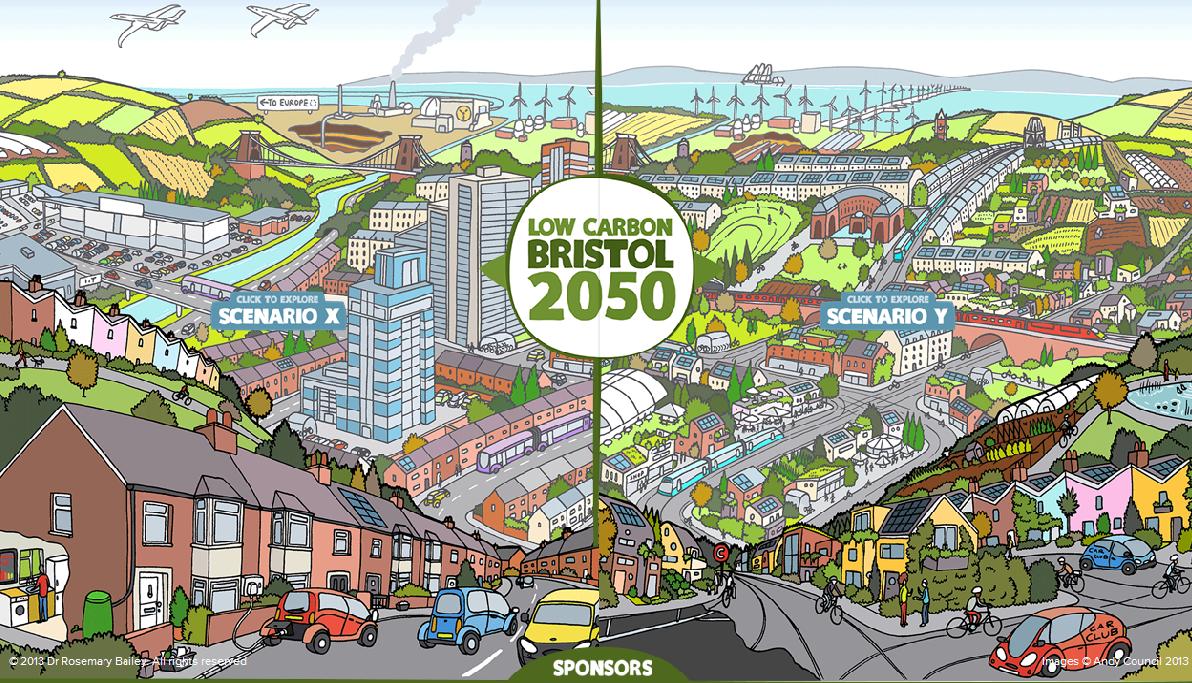 TO EUROPE
LOW CARBON
BRISTOL
2050
CLICK TO EXPLORE
SCENARIO X
CLICK TO EXPLORE
SCENARIO Y
C
CAR
CLUB
CAR
CLUB
SPONSORS
© 2013 Dr Rosemary Bailey. All rights reserved
Images © Andy Council 2013